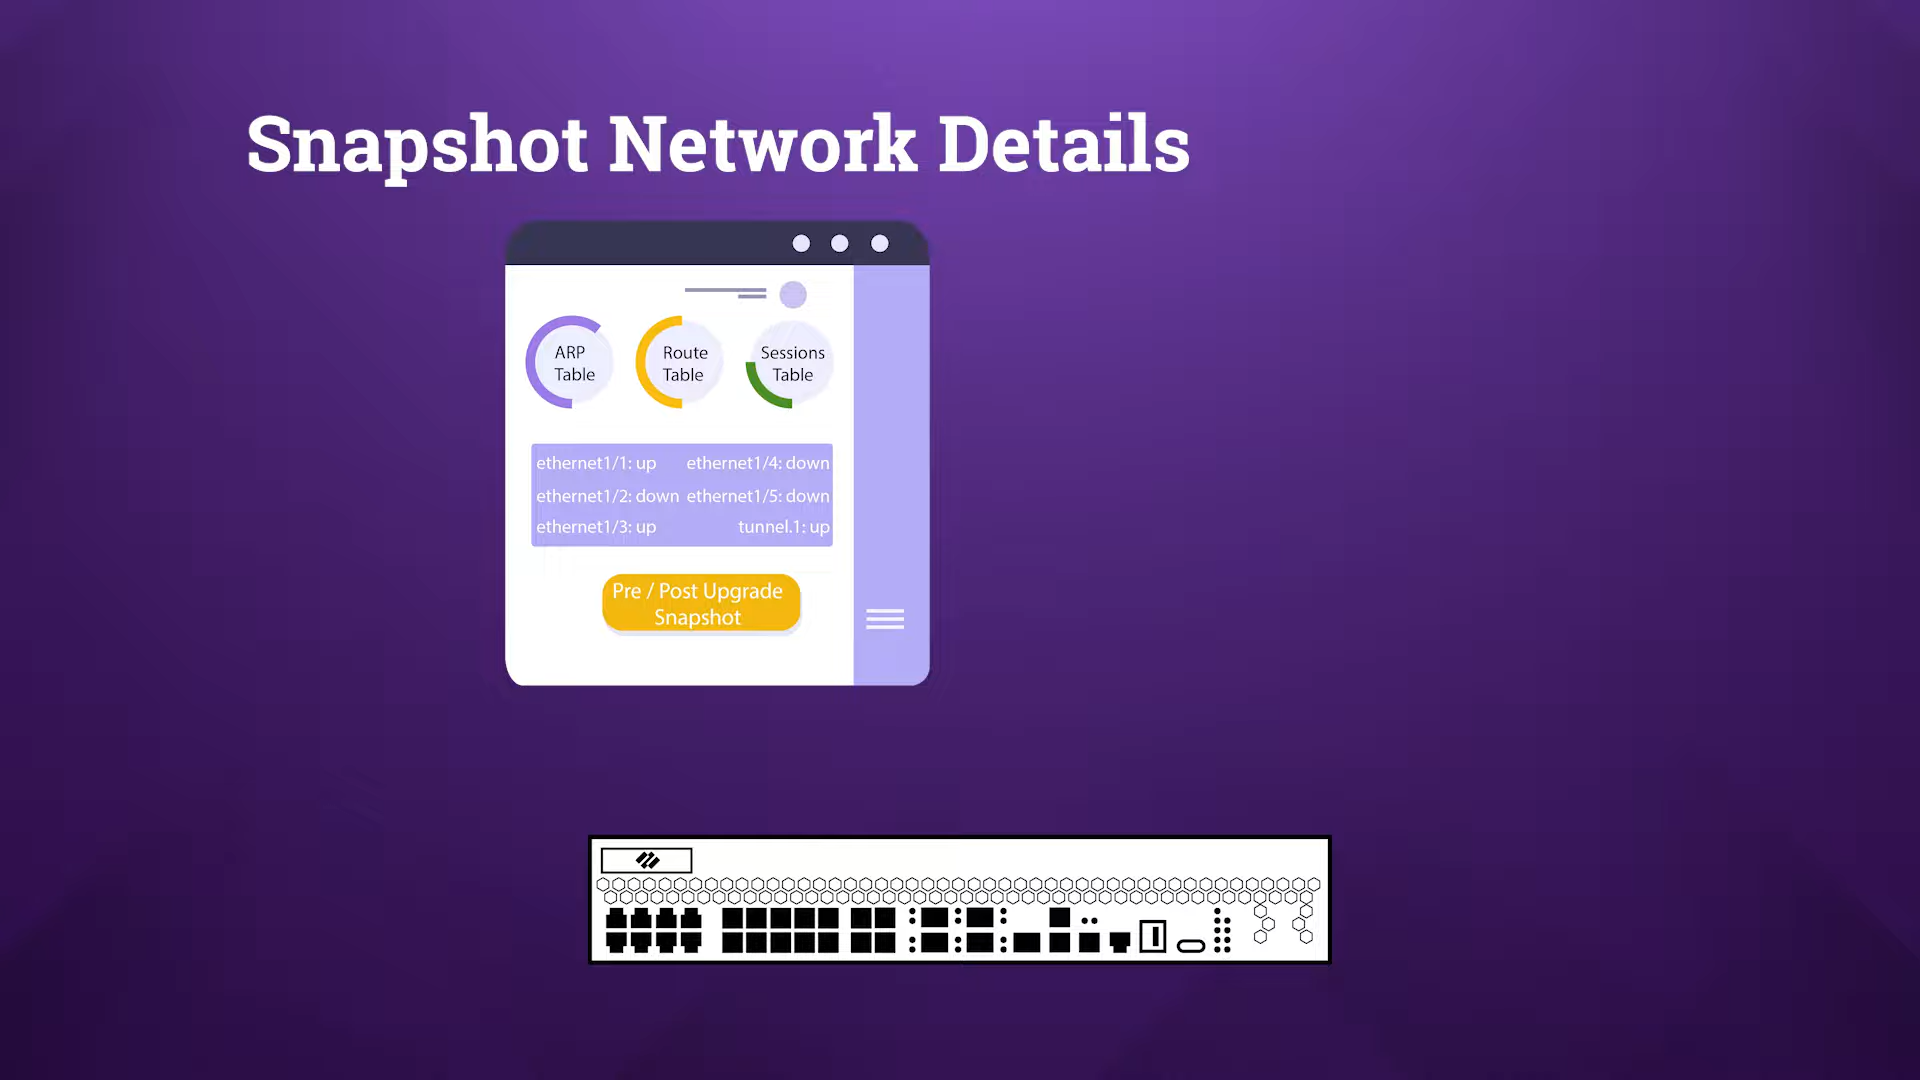 Snapshot Network Details
ARP
Table
Route
Table
Sessions
Table
ethernet1/1: up
ethernet1/4: down
ethernet1/2: down
ethernet1/5: down
ethernet1/3: up
tunnel.1: up
Pre / Post Upgrade
Snapshot